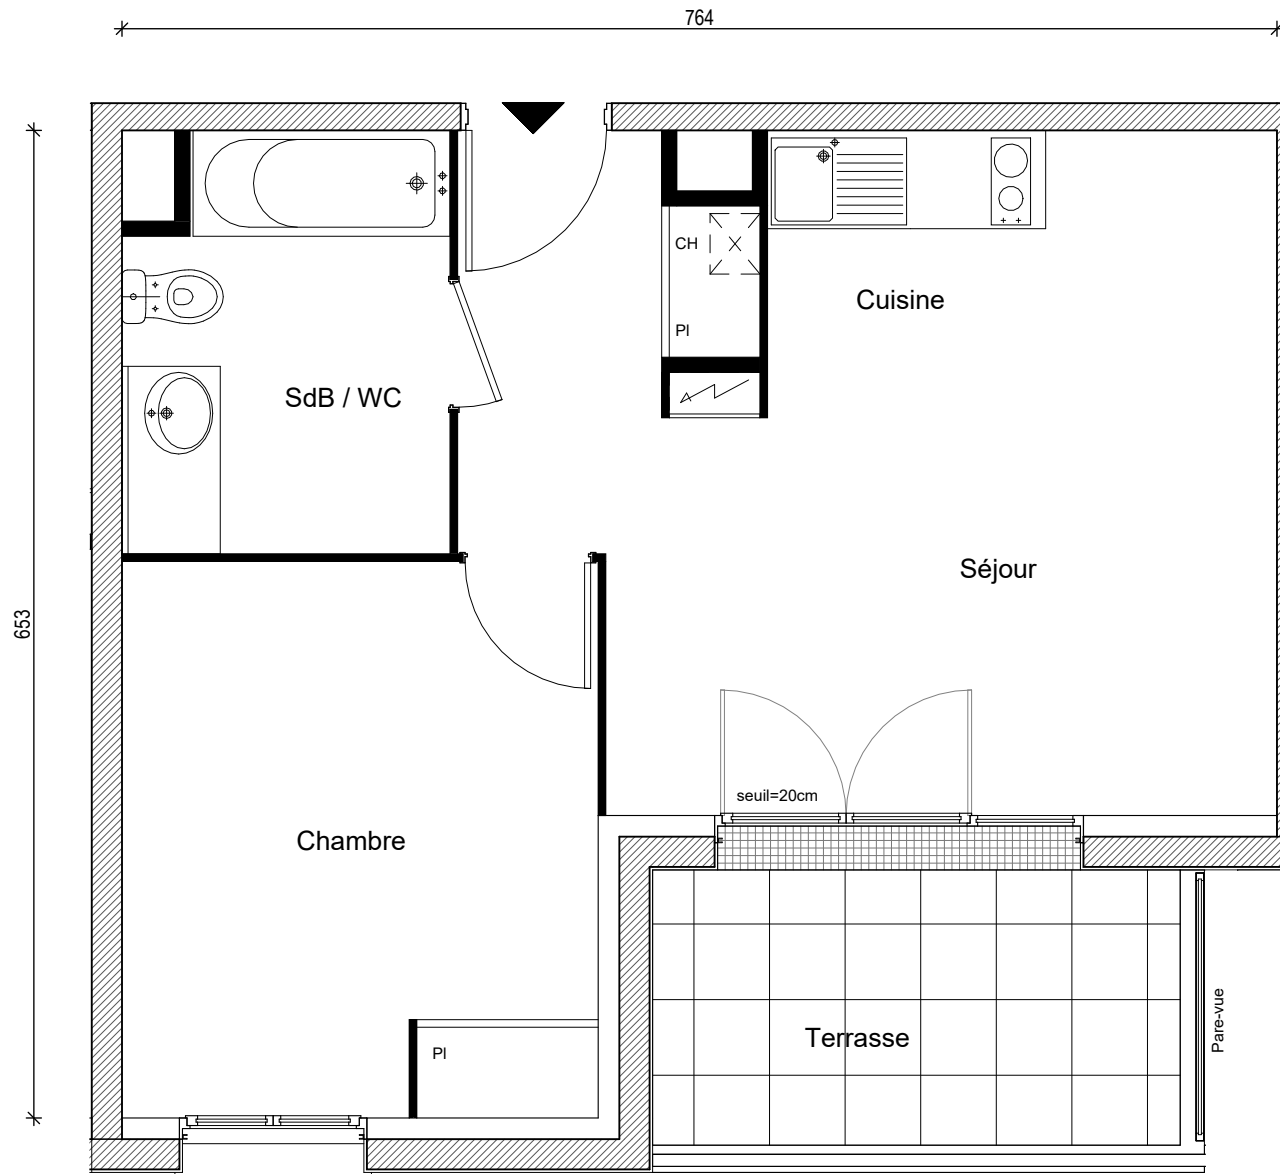 764
CH
Cuisine
Pl
SdB / WC
Séjour
653
seuil=20cm
Chambre
Pare-vue
Terrasse
Pl